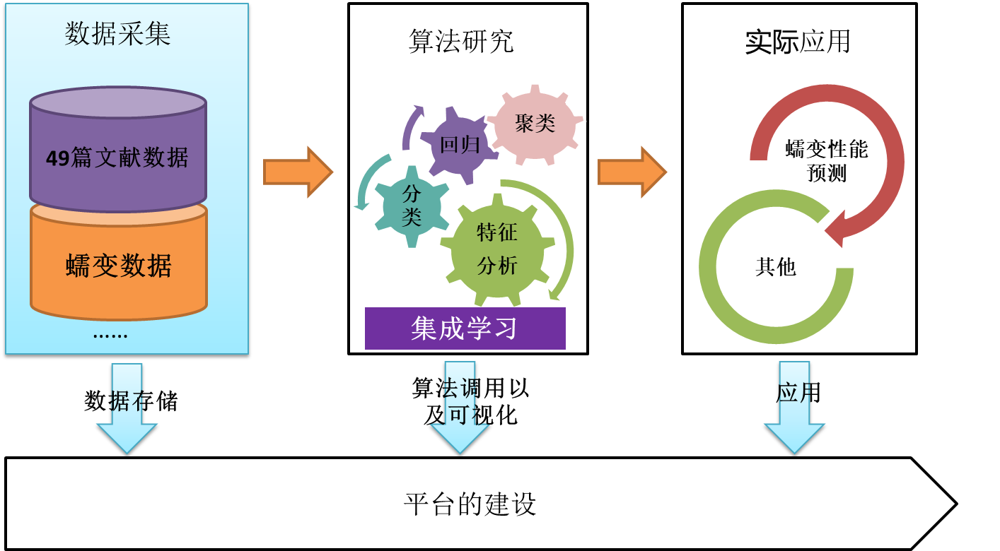 数据采集
49篇文献数据
蠕变数据
......
算法研究
聚类
回归
分
类
特征
分析
集成学习
实际应用
蠕变性能
预测
其他
数据存储
算法调用以
及可视化
应用
平台的建设